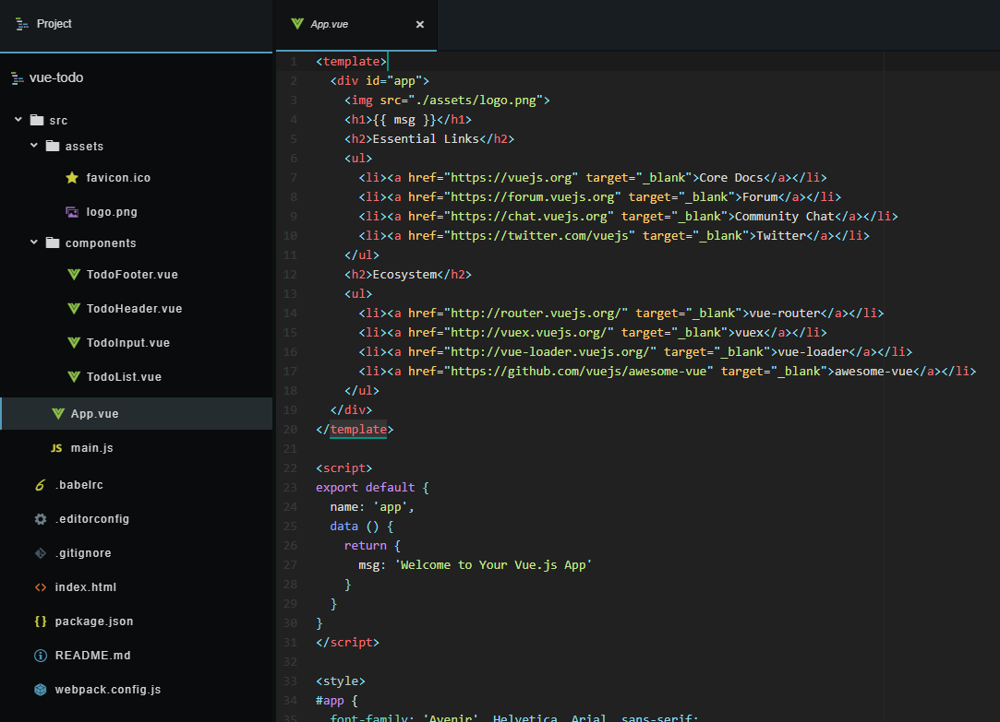 Project
vue-todo
src
assets
favicon.ico
logo.png
components
TodoFooter.vue
TodoHeader.vue
TodoInput.vue
TodoList.vue
App.vue
JS main.js
.babelrc
.editorconfig
.gitignore
<> index.html
{} package.json
README.md
webpack.config.js
App.vue ×
1 <template>
2   <div id="app">
3     <img src="./assets/logo.png">
4     <h1>{{ msg }}</h1>
5     <h2>Essential Links</h2>
6     <ul>
7       <li><a href="https://vuejs.org" target="_blank">Core Docs</a></li>
8       <li><a href="https://forum.vuejs.org" target="_blank">Forum</a></li>
9       <li><a href="https://chat.vuejs.org" target="_blank">Community Chat</a></li>
10       <li><a href="https://twitter.com/vuejs" target="_blank">Twitter</a></li>
11     </ul>
12     <h2>Ecosystem</h2>
13     <ul>
14       <li><a href="http://router.vuejs.org/" target="_blank">vue-router</a></li>
15       <li><a href="http://vuex.vuejs.org/" target="_blank">vuex</a></li>
16       <li><a href="http://vue-loader.vuejs.org/" target="_blank">vue-loader</a></li>
17       <li><a href="https://github.com/vuejs/awesome-vue" target="_blank">awesome-vue</a></li>
18     </ul>
19   </div>
20 </template>
21
22 <script>
23 export default {
24   name: 'app',
25   data () {
26     return {
27       msg: 'Welcome to Your Vue.js App'
28     }
29   }
30 }
31 </script>
32
33 <style>
34 #app {
35   font-family: 'Avenir', Helvetica, Arial, sans-serif;